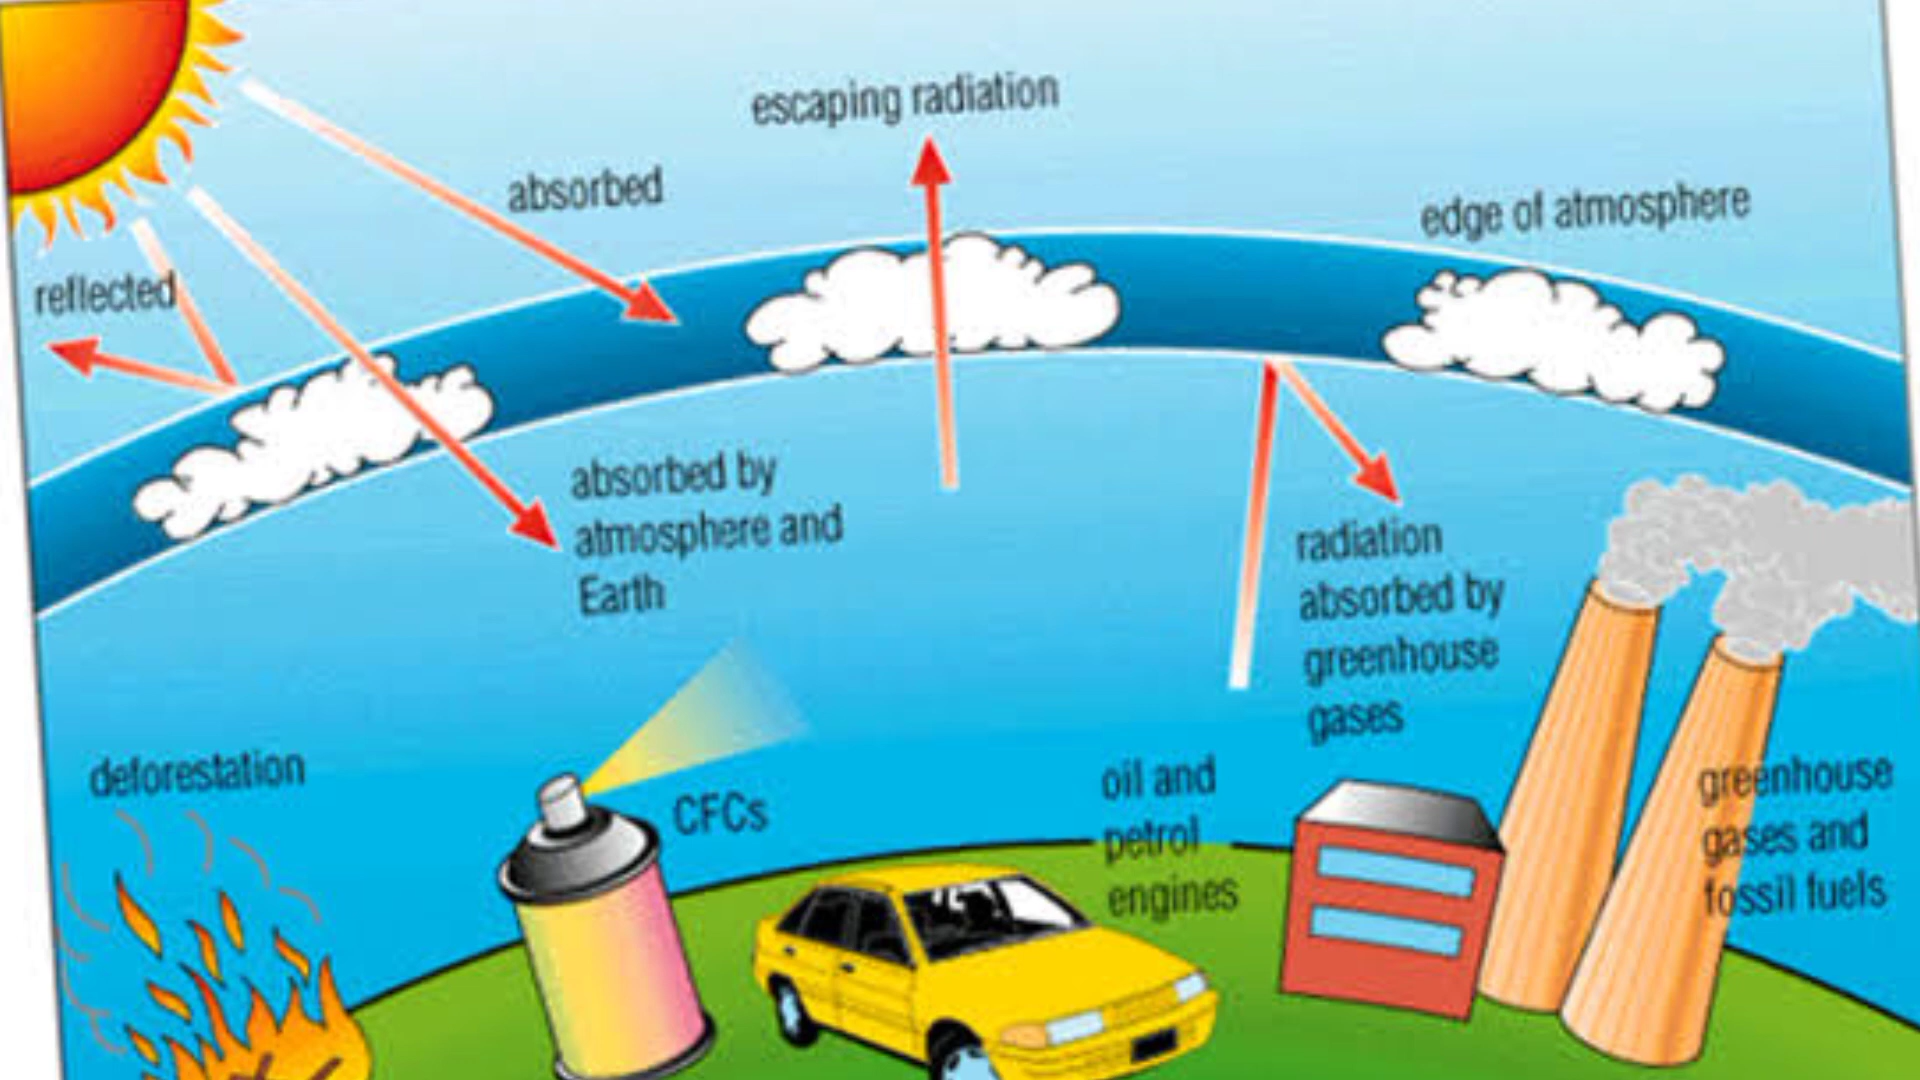 escaping radiation
absorbed
edge of atmosphere
reflected
absorbed by
atmosphere and
Earth
radiation
absorbed by
greenhouse
gases
deforestation
CFCs
oil and
petrol
engines
greenhouse
gases and
fossil fuels